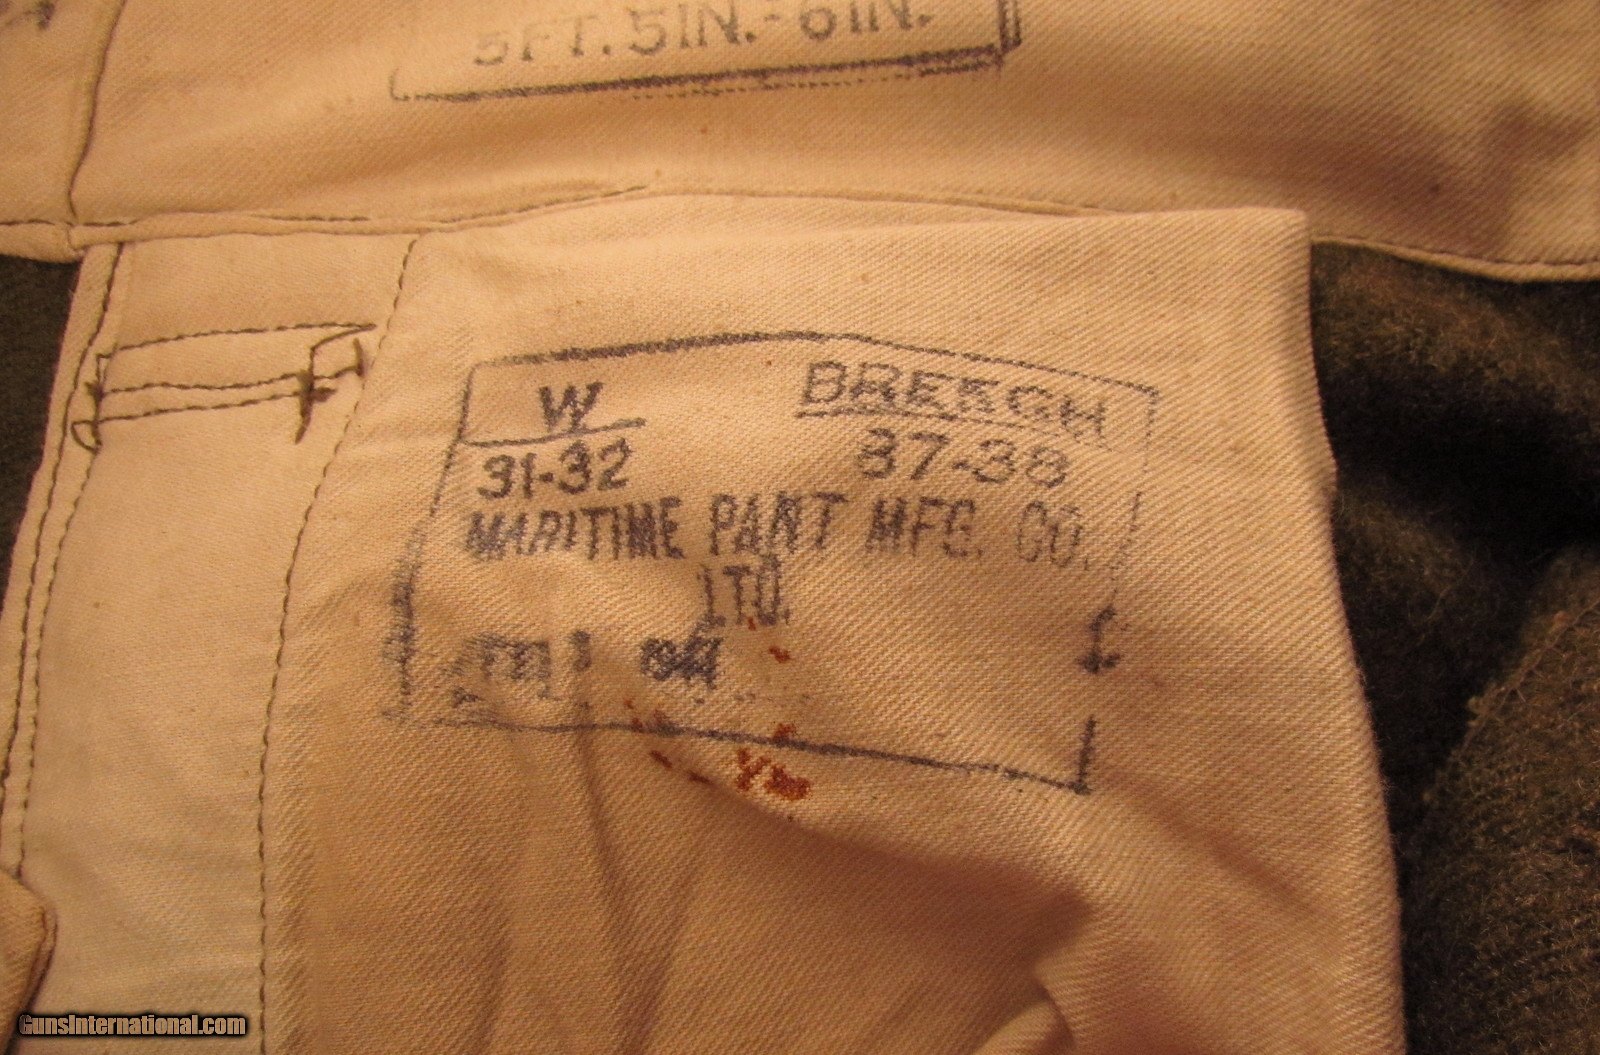 5FT. 5IN. - 6IN.
W BREECH
31-32 37-38
MARITIME PANT MFG. CO.
LTD.
GunsInternational.com